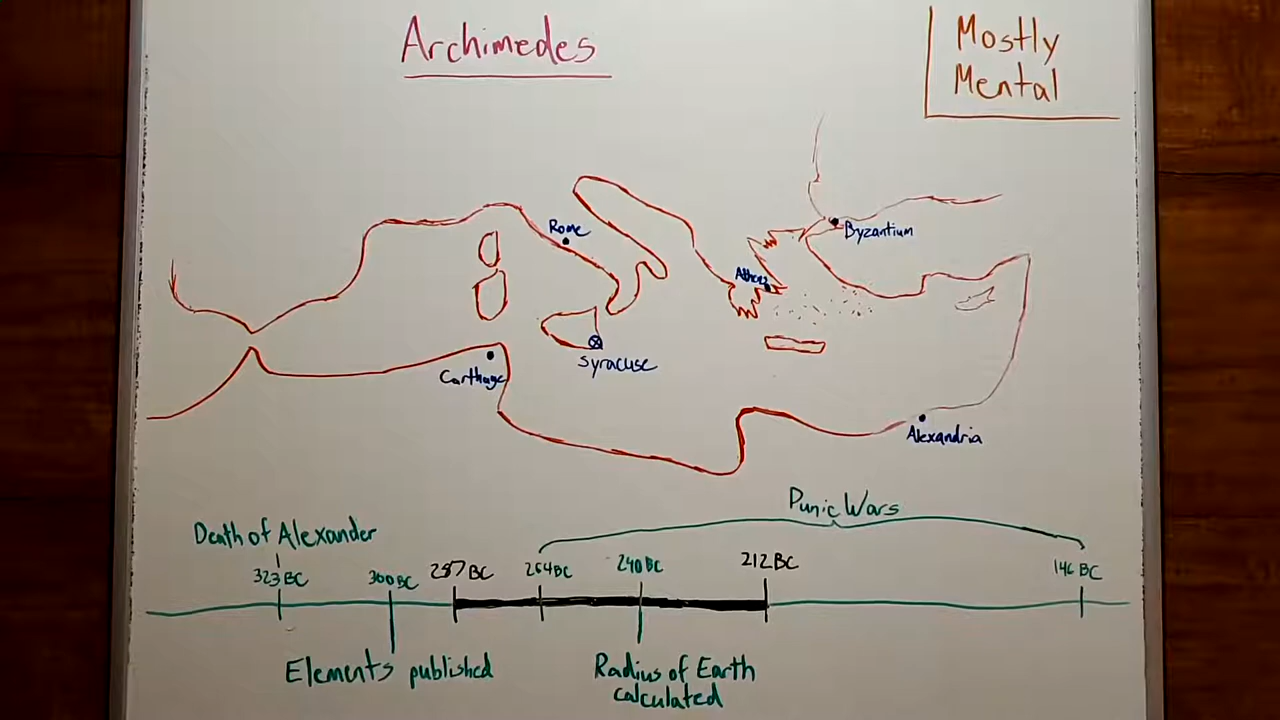 Archimedes
Mostly
Mental
Rome
Byzantium
Athens
Syracuse
Carthage
Alexandria
Punic Wars
Death of Alexander
323 BC
300 BC
287 BC
264 BC
240 BC
212 BC
146 BC
Elements published
Radius of Earth
calculated